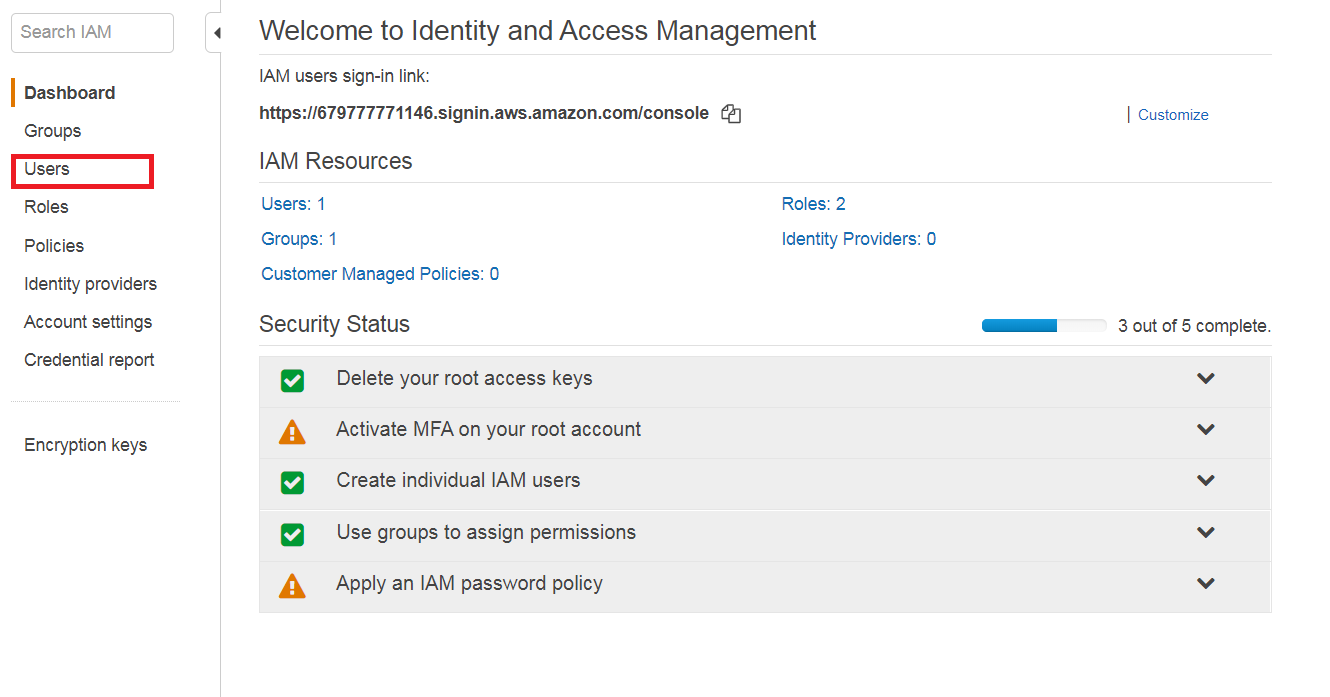 Search IAM
Dashboard
Groups
Users
Roles
Policies
Identity providers
Account settings
Credential report
Encryption keys
Welcome to Identity and Access Management
IAM users sign-in link:
https://679777771146.signin.aws.amazon.com/console
| Customize
IAM Resources
Users: 1
Roles: 2
Groups: 1
Identity Providers: 0
Customer Managed Policies: 0
Security Status
3 out of 5 complete.
Delete your root access keys
Activate MFA on your root account
Create individual IAM users
Use groups to assign permissions
Apply an IAM password policy